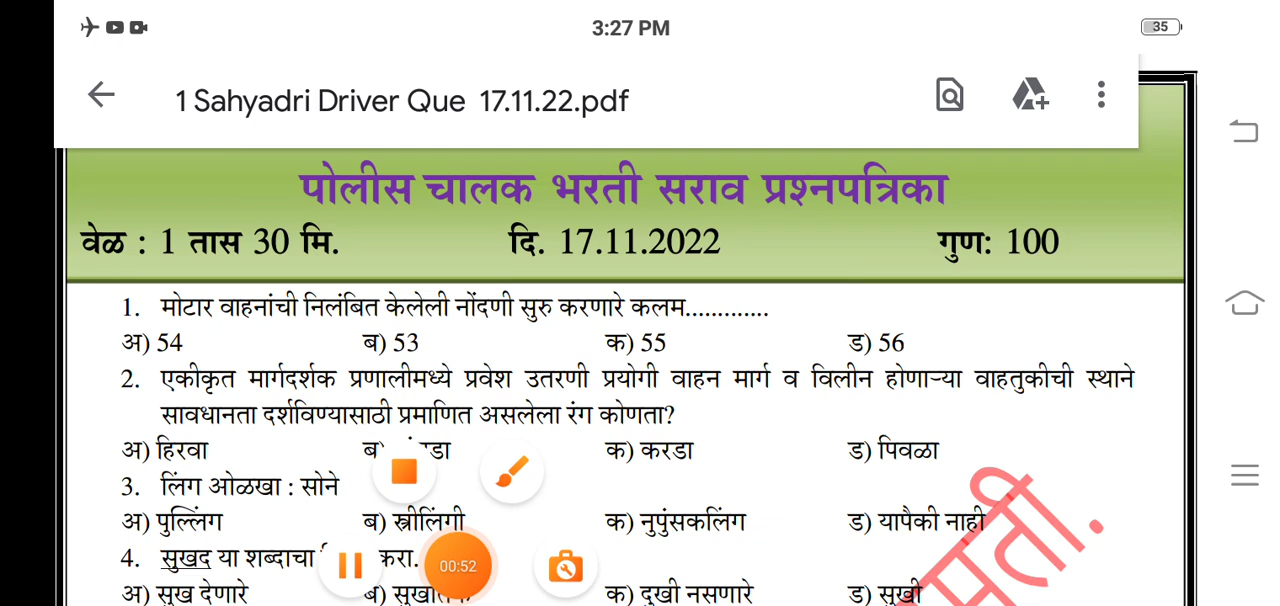 3:27 PM
35
1 Sahyadri Driver Que 17.11.22.pdf
पोलीस चालक भरती सराव प्रश्नपत्रिका
वेळ : 1 तास 30 मि. दि. 17.11.2022 गुण: 100
1. मोटार वाहनांची निलंबित केलेली नोंदणी सुरु करणारे कलम.............
अ) 54 ब) 53 क) 55 ड) 56
2. एकीकृत मार्गदर्शक प्रणालीमध्ये प्रवेश उतरणी प्रयोगी वाहन मार्ग व विलीन होणाऱ्या वाहतुकीची स्थाने
सावधानता दर्शविण्यासाठी प्रमाणित असलेला रंग कोणता?
अ) हिरवा क) करडा ड) पिवळा
3. लिंग ओळखा : सोने
अ) पुल्लिंग ब) स्त्रीलिंगी क) नुपुंसकलिंग ड) यापैकी नाही
4. सुखद या शब्दाचा करा.
00:52
अ) सुख देणारे क) दुखी नसणारे ड) सुखी